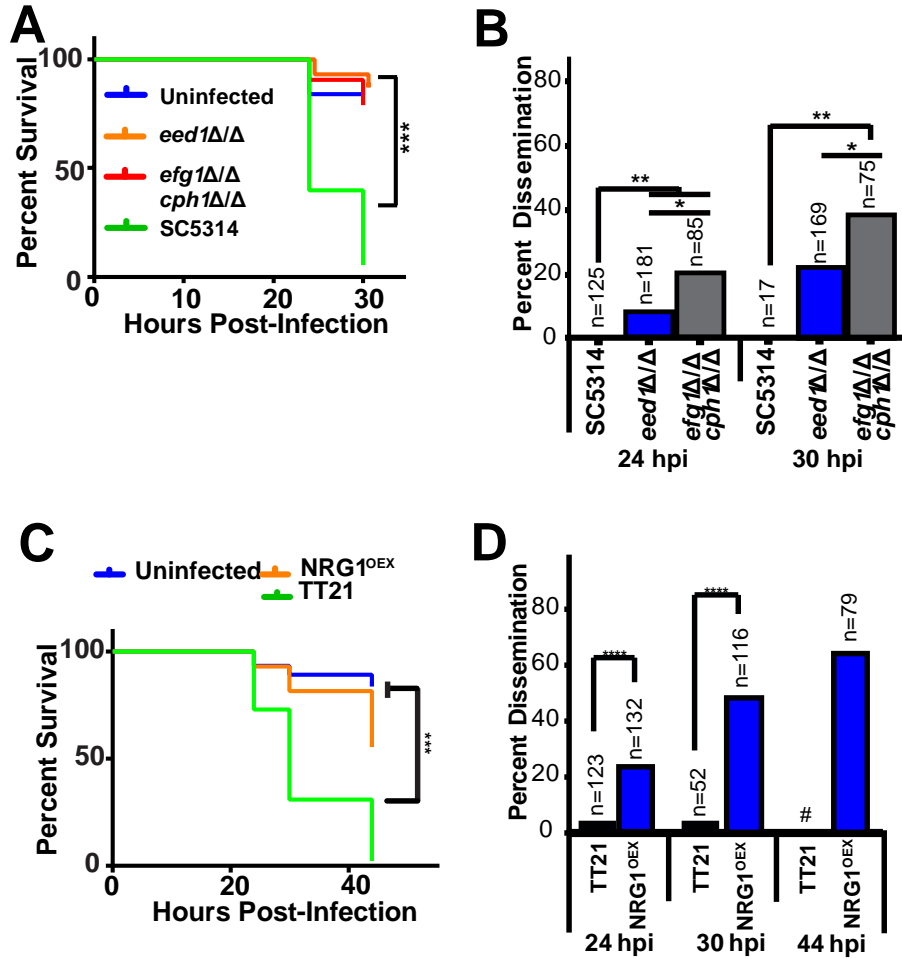 A
Percent Survival
100
50
0
Uninfected
eed1Δ/Δ
efg1Δ/Δ
cph1Δ/Δ
SC5314
***
0 10 20 30
Hours Post-Infection
B
Percent Dissemination
80
60
40
20
0
**
*
**
*
n=125
n=181
n=85
n=17
n=169
n=75
SC5314
eed1Δ/Δ
efg1Δ/Δ
cph1Δ/Δ
SC5314
eed1Δ/Δ
efg1Δ/Δ
cph1Δ/Δ
24 hpi 30 hpi
C
Uninfected NRG1ᴼᴱˣ
TT21
Percent Survival
100
50
0
***
0 20 40
Hours Post-Infection
D
Percent Dissemination
80
60
40
20
0
****
****
n=123
n=132
n=52
n=116
#
n=79
TT21
NRG1ᴼᴱˣ
TT21
NRG1ᴼᴱˣ
TT21
NRG1ᴼᴱˣ
24 hpi 30 hpi 44 hpi